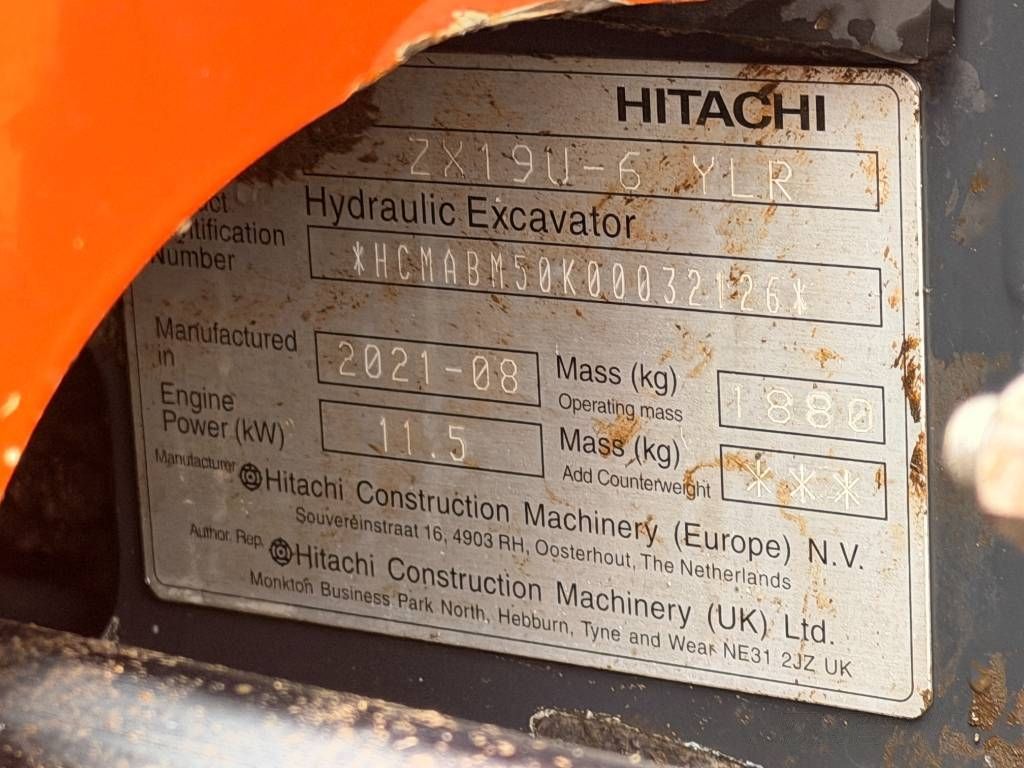 HITACHI
ZX19U-6 YLR
Hydraulic Excavator
Number *HCMABM50K00032126*
Manufactured in 2021-08 Mass (kg) 1880
Operating mass
Engine Power (kW) 11.5 Mass (kg) ***
Add Counterweight
Manufacturer Hitachi Construction Machinery (Europe) N.V.
Souvereinstraat 16, 4903 RH, Oosterhout, The Netherlands
Author. Rep. Hitachi Construction Machinery (UK) Ltd.
Monkton Business Park North, Hebburn, Tyne and Wear NE31 2JZ UK